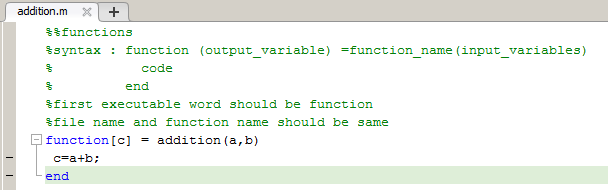 addition.m
%%functions
%syntax : function (output_variable) =function_name(input_variables)
%              code
%            end
%first executable word should be function
%file name and function name should be same
function[c] = addition(a,b)
 c=a+b;
end